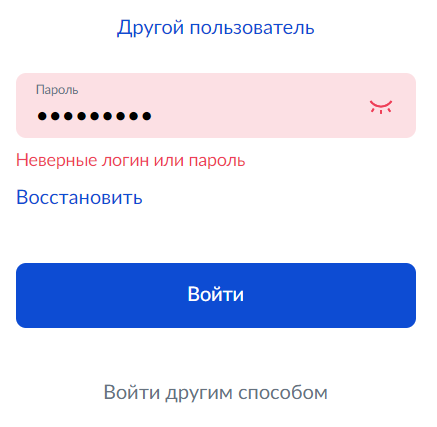 Другой пользователь
Пароль
•••••••••
Неверные логин или пароль
Восстановить
Войти
Войти другим способом